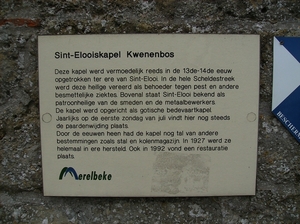 Sint-Elooiskapel Kwenenbos
Deze kapel werd vermoedelijk reeds in de 13de-14de eeuw
opgetrokken ter ere van Sint-Elooi. In de hele Scheldestreek
werd deze heilige vereerd als behoeder tegen pest en andere
besmettelijke ziektes. Bovenal staat Sint-Elooi bekend als
patroonheilige van de smeden en de metaalbewerkers.
De kapel werd opgericht als gotische bedevaartkapel.
Jaarlijks op de eerste zondag van juli vindt hier nog steeds
de paardenwijding plaats.
Door de eeuwen heen had de kapel nog tal van andere
bestemmingen zoals stal en kolenmagazijn. In 1927 werd ze
helemaal in ere hersteld. Ook in 1992 vond een restauratie
plaats.
Merelbeke
BESCHERM